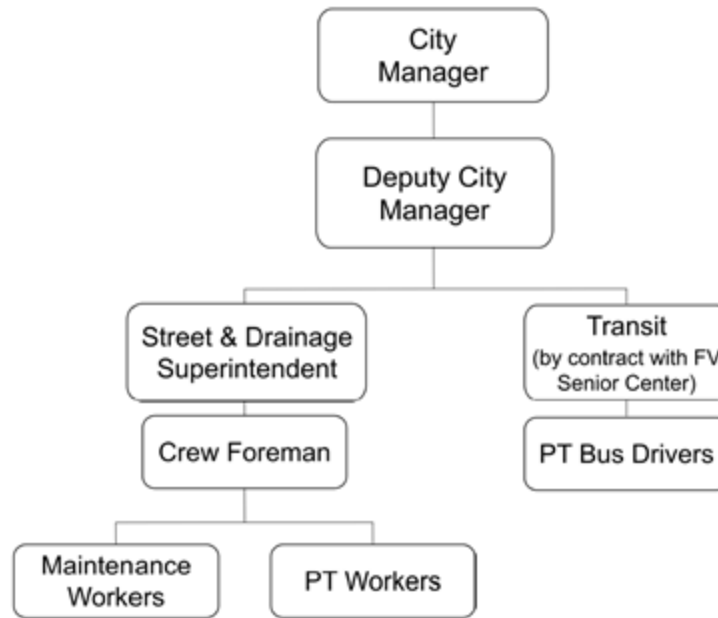 City
Manager
Deputy City
Manager
Street & Drainage
Superintendent
Transit
(by contract with FV
Senior Center)
Crew Foreman
PT Bus Drivers
Maintenance
Workers
PT Workers